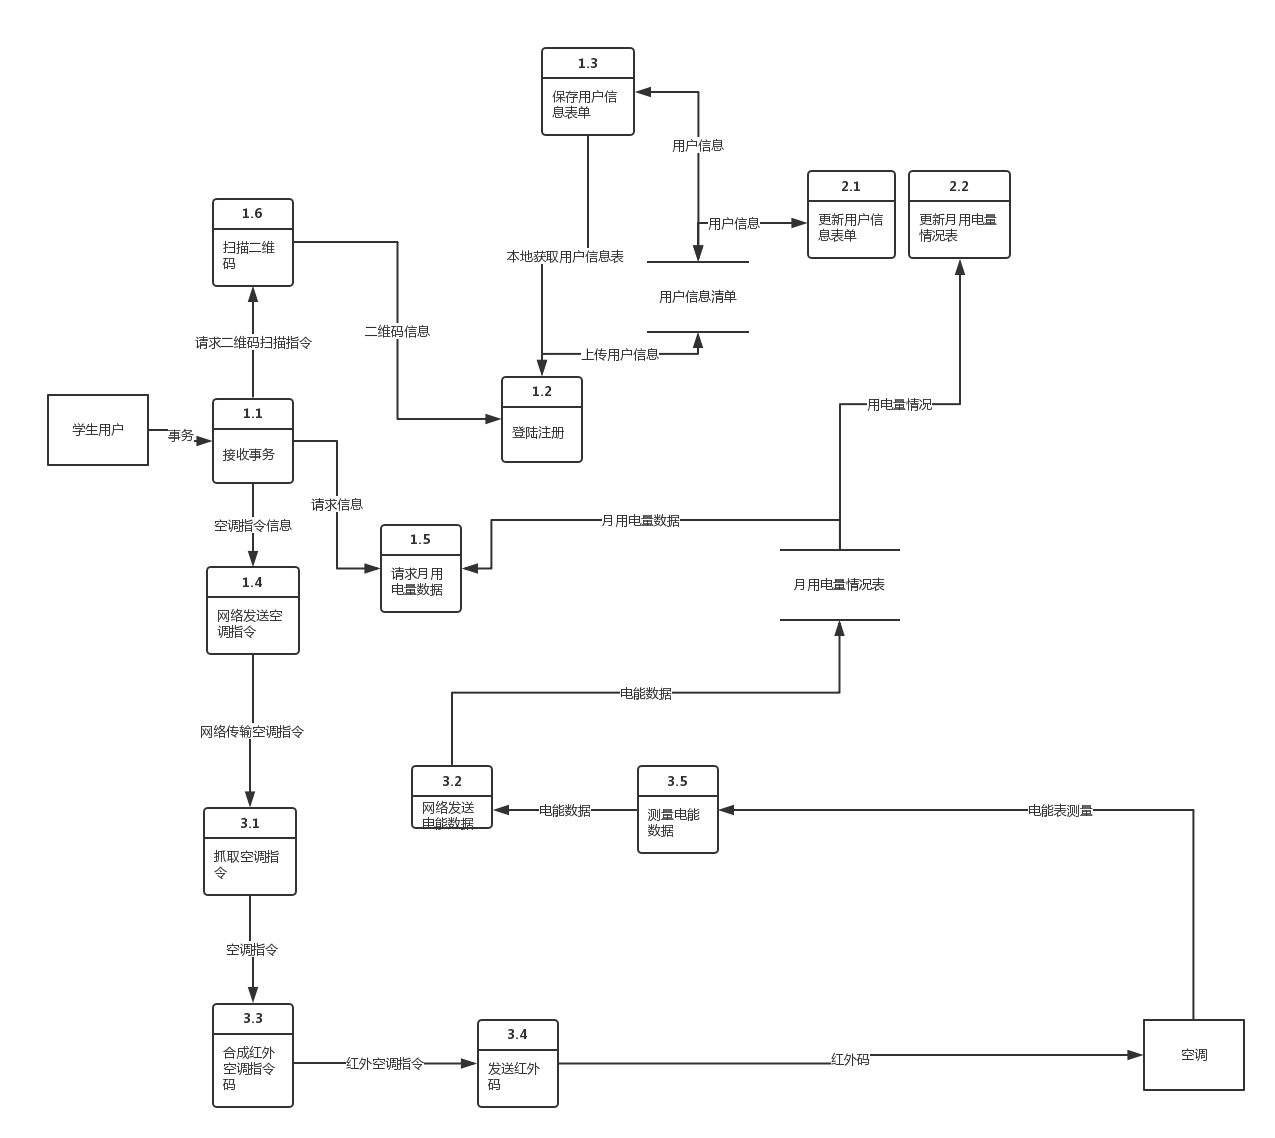 1.3
保存用户信
息表单
用户信息
2.1
更新用户信
息表单
2.2
更新月用电量
情况表
1.6
扫描二维
码
用户信息
本地获取用户信息表
用户信息清单
二维码信息
请求二维码扫描指令
上传用户信息
1.2
登陆注册
用电量情况
学生用户
事务
1.1
接收事务
请求信息
空调指令信息
月用电量数据
1.5
请求月用
电量数据
1.4
网络发送空
调指令
月用电量情况表
电能数据
网络传输空调指令
3.2
网络发送
电能数据
电能数据
3.5
测量电能
数据
电能表测量
3.1
抓取空调指
令
空调指令
3.3
合成红外
空调指令
码
红外空调指令
3.4
发送红外
码
红外码
空调